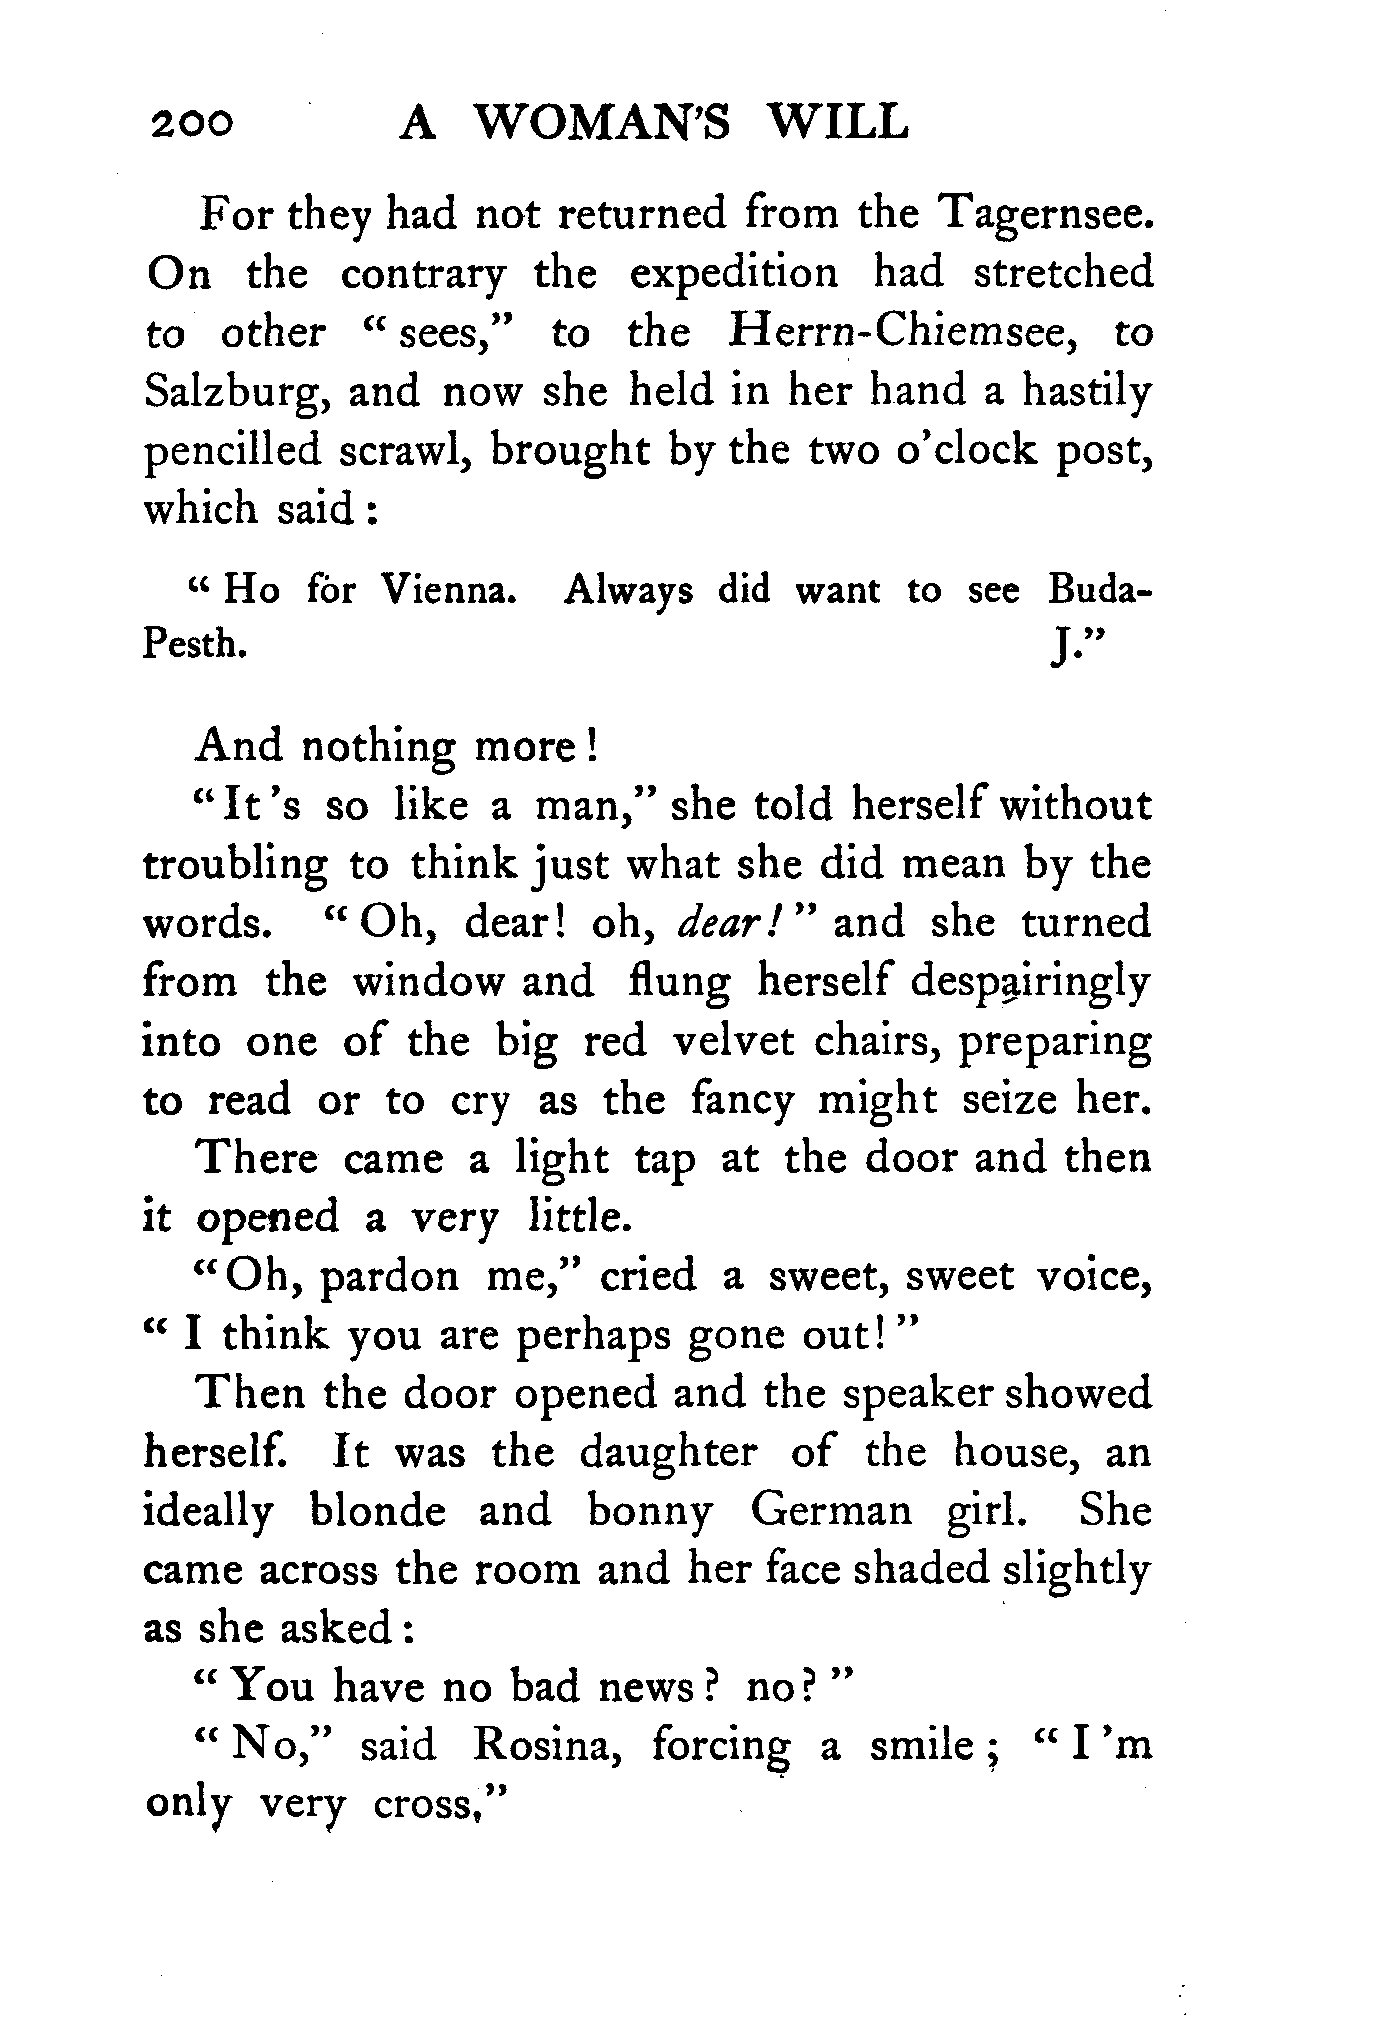 200 A WOMAN'S WILL
For they had not returned from the Tagernsee.
On the contrary the expedition had stretched
to other " sees," to the Herrn-Chiemsee, to
Salzburg, and now she held in her hand a hastily
pencilled scrawl, brought by the two o'clock post,
which said :
" Ho for Vienna. Always did want to see Buda-
Pesth. J."
And nothing more !
" It 's so like a man," she told herself without
troubling to think just what she did mean by the
words. " Oh, dear! oh, dear! " and she turned
from the window and flung herself despairingly
into one of the big red velvet chairs, preparing
to read or to cry as the fancy might seize her.
There came a light tap at the door and then
it opened a very little.
" Oh, pardon me," cried a sweet, sweet voice,
" I think you are perhaps gone out! "
Then the door opened and the speaker showed
herself. It was the daughter of the house, an
ideally blonde and bonny German girl. She
came across the room and her face shaded slightly
as she asked :
" You have no bad news ? no? "
" No," said Rosina, forcing a smile ; " I 'm
only very cross,"